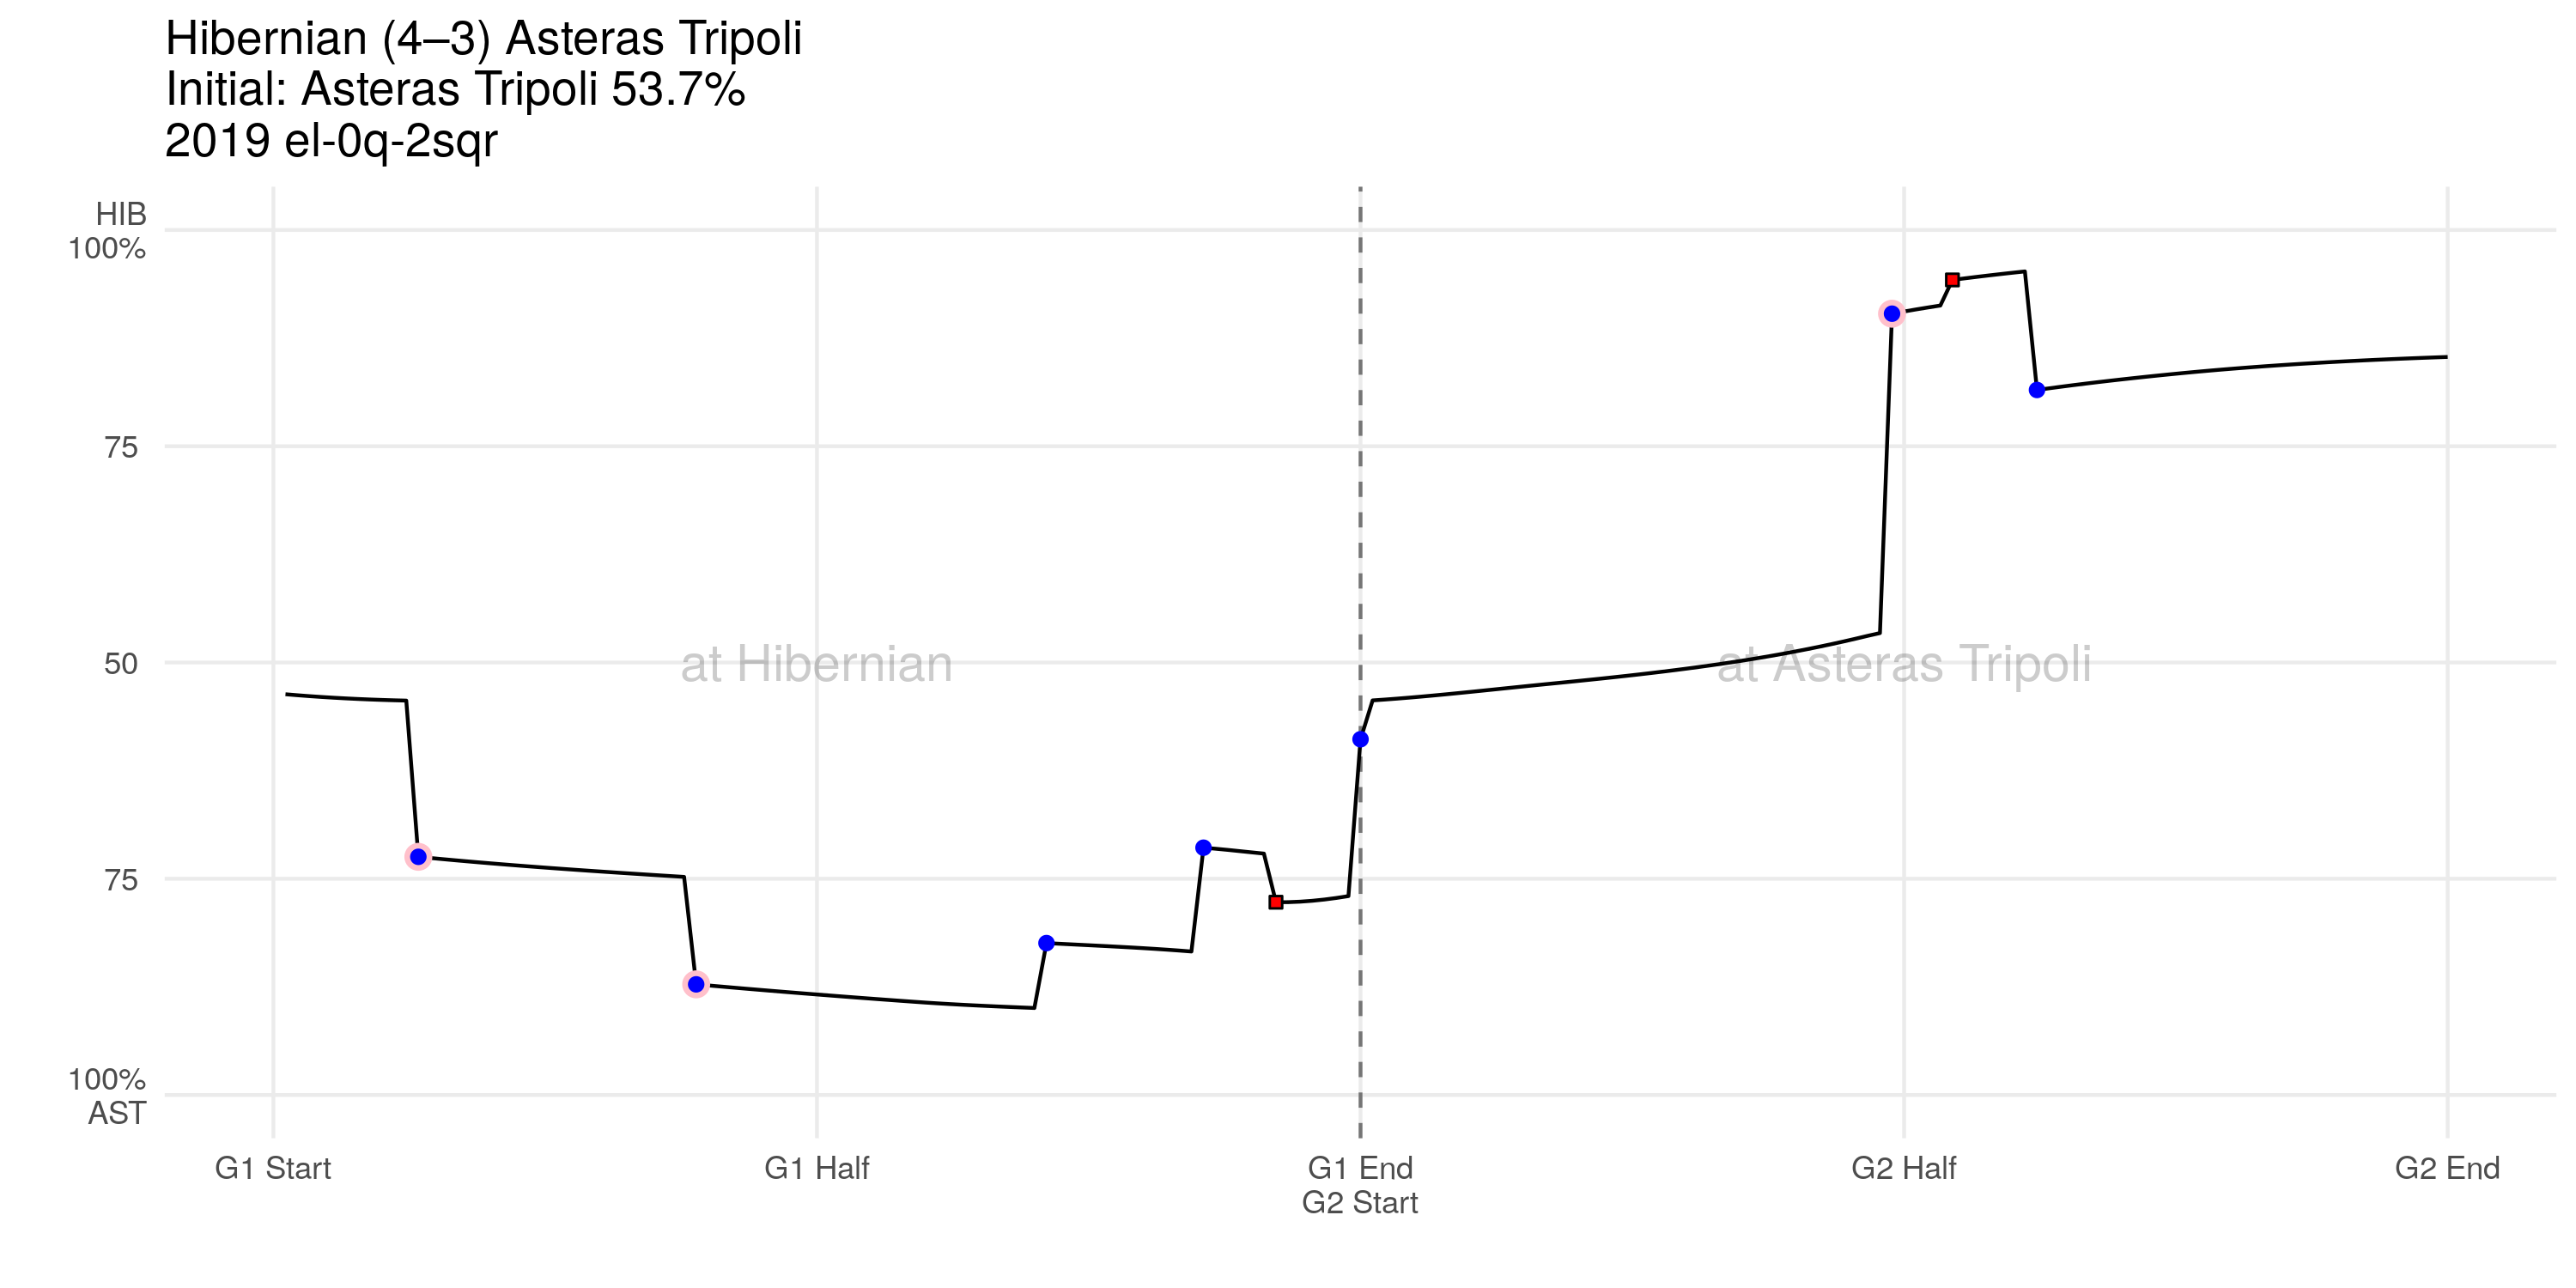 Hibernian (4–3) Asteras Tripoli
Initial: Asteras Tripoli 53.7%
2019 el-0q-2sqr
HIB
100%
75
50
75
100%
AST
at Hibernian
at Asteras Tripoli
G1 Start
G1 Half
G1 End
G2 Start
G2 Half
G2 End